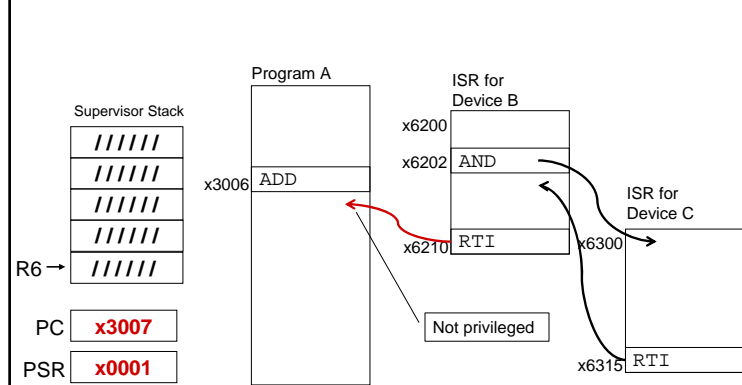 Program A
ISR for
Device B
Supervisor Stack
x6200
//////
x6202 AND
//////
x3006 ADD
ISR for
Device C
//////
//////
x6210 RTI
x6300
R6 → //////
PC x3007
Not privileged
PSR x0001
x6315 RTI